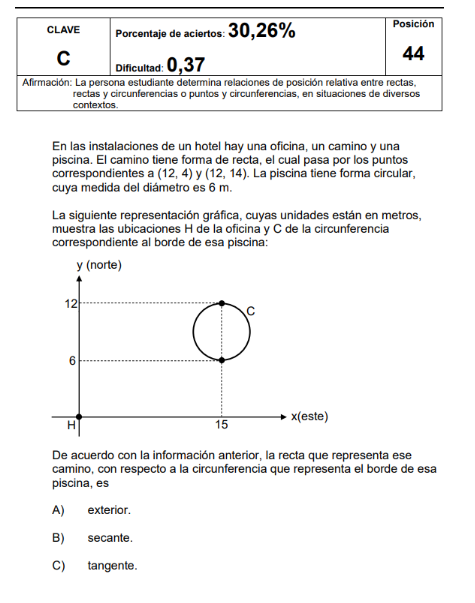 CLAVE
C
Porcentaje de aciertos: 30,26%
Dificultad: 0,37
Posición
44
Afirmación: La persona estudiante determina relaciones de posición relativa entre rectas,
rectas y circunferencias o puntos y circunferencias, en situaciones de diversos
contextos.
En las instalaciones de un hotel hay una oficina, un camino y una
piscina. El camino tiene forma de recta, el cual pasa por los puntos
correspondientes a (12, 4) y (12, 14). La piscina tiene forma circular,
cuya medida del diámetro es 6 m.
La siguiente representación gráfica, cuyas unidades están en metros,
muestra las ubicaciones H de la oficina y C de la circunferencia
correspondiente al borde de esa piscina:
y (norte)
12
C
6
x(este)
H
15
De acuerdo con la información anterior, la recta que representa ese
camino, con respecto a la circunferencia que representa el borde de esa
piscina, es
A) exterior.
B) secante.
C) tangente.